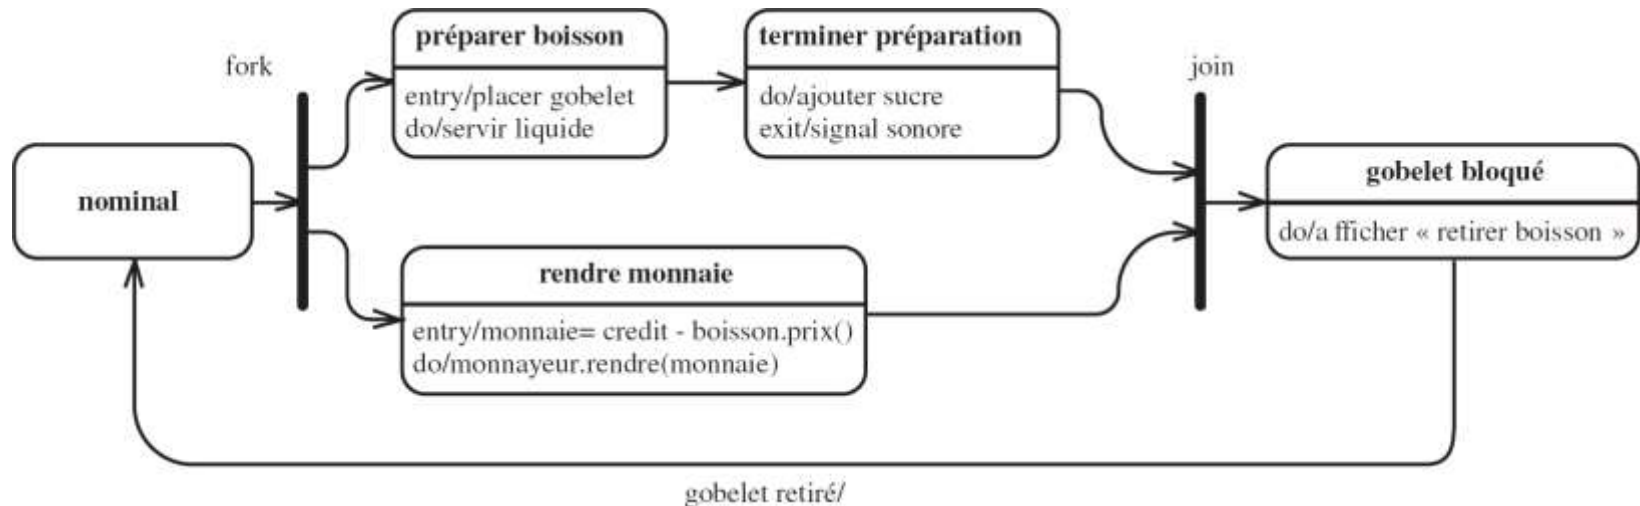 fork
préparer boisson
entry/placer gobelet
do/servir liquide
terminer préparation
do/ajouter sucre
exit/signal sonore
join
nominal
gobelet bloqué
do/a fficher « retirer boisson »
rendre monnaie
entry/monnaie= credit - boisson.prix()
do/monnayeur.rendre(monnaie)
gobelet retiré/